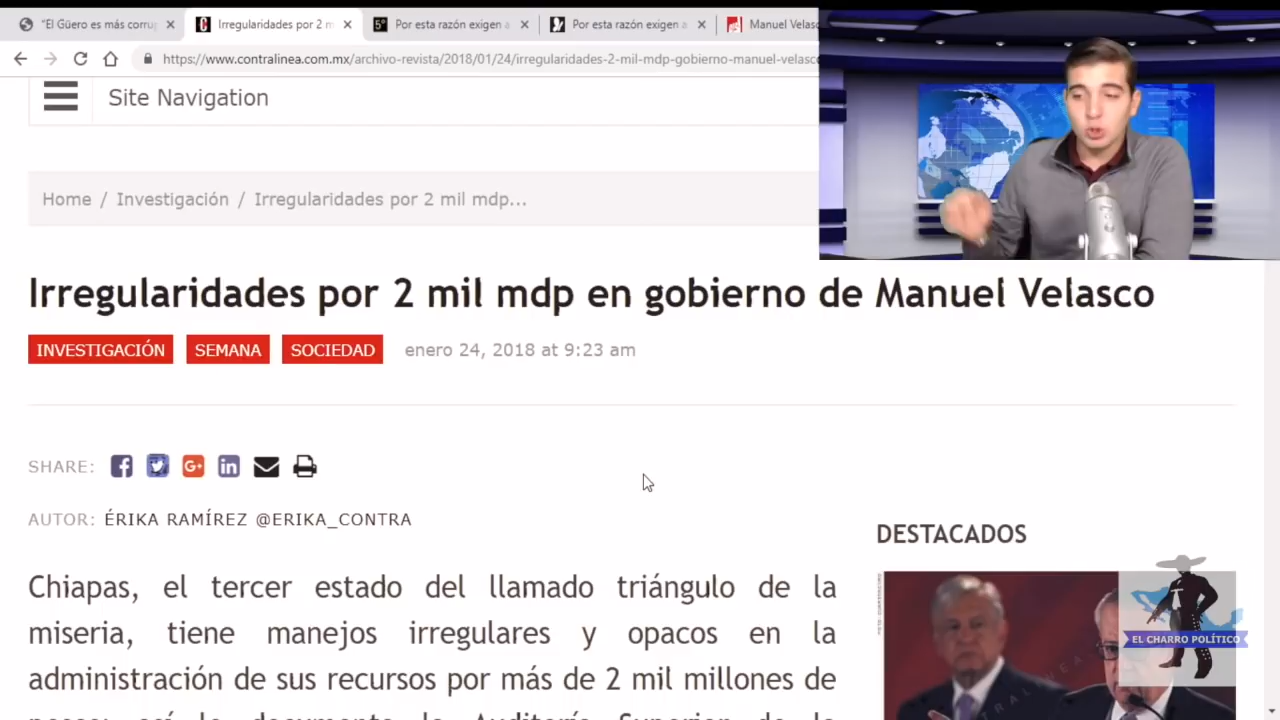 "El Güero es más corrup
Irregularidades por 2 m
Por esta razón exigen a
Por esta razón exigen a
Manuel Velasc
https://www.contralinea.com.mx/archivo-revista/2018/01/24/irregularidades-2-mil-mdp-gobierno-manuel-velasco
Site Navigation
Home / Investigación / Irregularidades por 2 mil mdp...
Irregularidades por 2 mil mdp en gobierno de Manuel Velasco
INVESTIGACIÓN SEMANA SOCIEDAD enero 24, 2018 at 9:23 am
SHARE:
AUTOR: ÉRIKA RAMÍREZ @ERIKA_CONTRA
DESTACADOS
Chiapas, el tercer estado del llamado triángulo de la
miseria, tiene manejos irregulares y opacos en la
administración de sus recursos por más de 2 mil millones de
EL CHARRO POLÍTICO